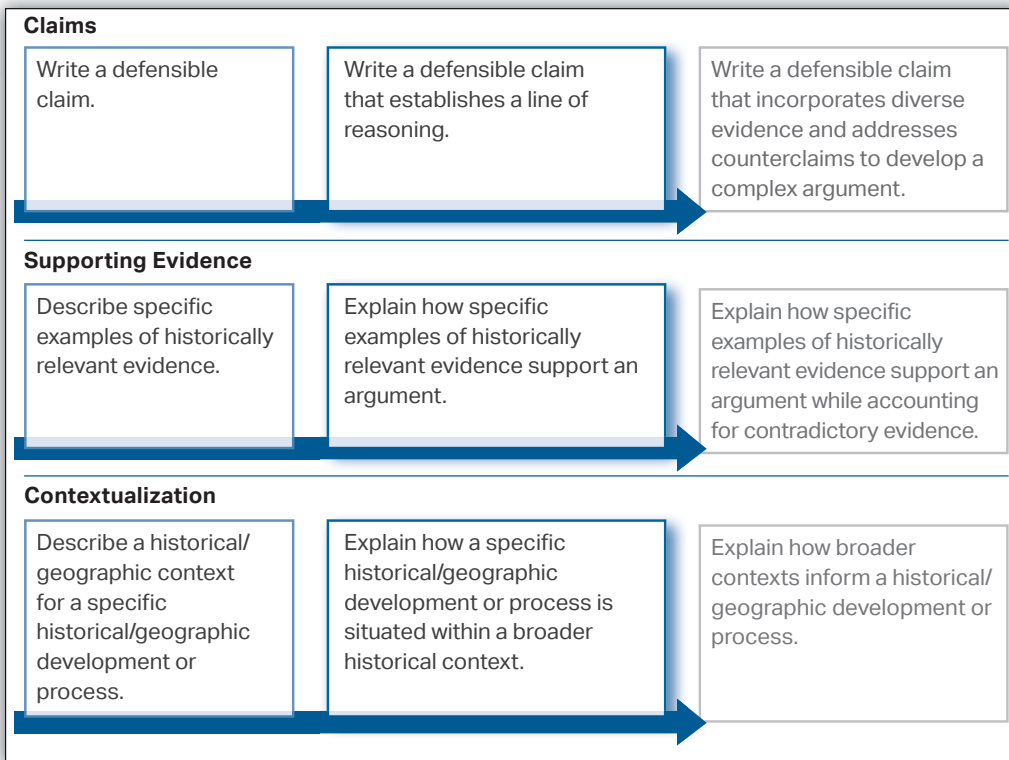 Claims
Write a defensible
claim.
Write a defensible claim
that establishes a line of
reasoning.
Write a defensible claim
that incorporates diverse
evidence and addresses
counterclaims to develop a
complex argument.
Supporting Evidence
Describe specific
examples of historically
relevant evidence.
Explain how specific
examples of historically
relevant evidence support an
argument.
Explain how specific
examples of historically
relevant evidence support an
argument while accounting
for contradictory evidence.
Contextualization
Describe a historical/
geographic context
for a specific
historical/geographic
development or
process.
Explain how a specific
historical/geographic
development or process is
situated within a broader
historical context.
Explain how broader
contexts inform a historical/
geographic development or
process.